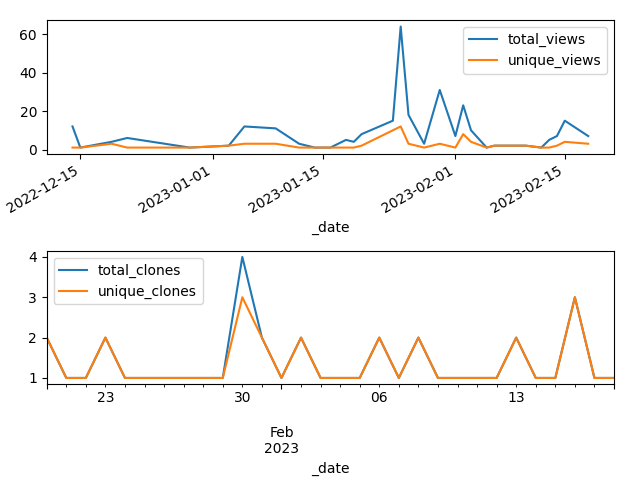 60
40
20
0
total_views
unique_views
2022-12-15
2023-01-01
2023-01-15
2023-02-01
2023-02-15
_date
4
3
2
1
total_clones
unique_clones
23 30 06 13
Feb
2023
_date